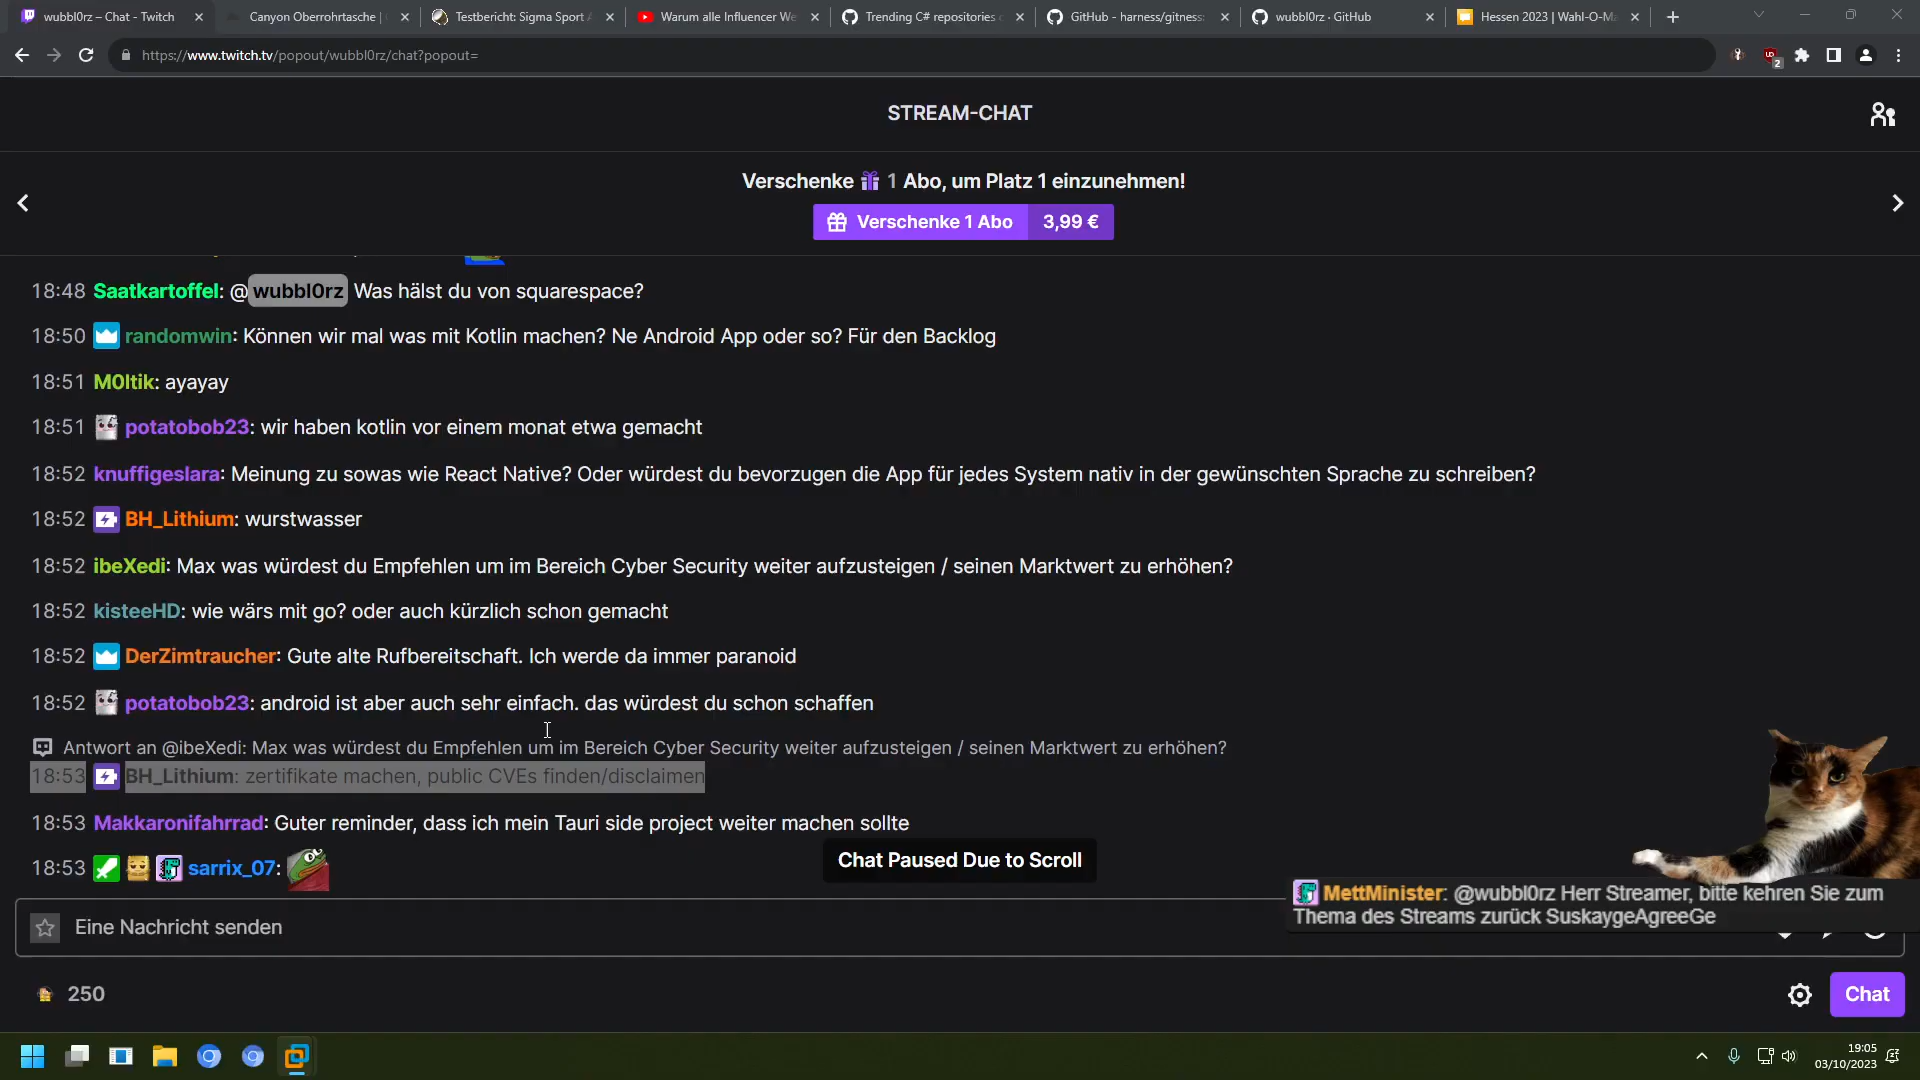 wubbl0rz – Chat - Twitch
Canyon Oberrohrtasche |
Testbericht: Sigma Sport
Warum alle Influencer We
Trending C# repositories
GitHub - harness/gitness:
wubbl0rz · GitHub
Hessen 2023 | Wahl-O-Ma
https://www.twitch.tv/popout/wubbl0rz/chat?popout=
2
STREAM-CHAT
Verschenke 1 Abo, um Platz 1 einzunehmen!
Verschenke 1 Abo 3,99 €
18:48 Saatkartoffel: @wubbl0rz Was hälst du von squarespace?
18:50 randomwin: Können wir mal was mit Kotlin machen? Ne Android App oder so? Für den Backlog
18:51 M0ltik: ayayay
18:51 potatobob23: wir haben kotlin vor einem monat etwa gemacht
18:52 knuffigeslara: Meinung zu sowas wie React Native? Oder würdest du bevorzugen die App für jedes System nativ in der gewünschten Sprache zu schreiben?
18:52 BH_Lithium: wurstwasser
18:52 ibeXedi: Max was würdest du Empfehlen um im Bereich Cyber Security weiter aufzusteigen / seinen Marktwert zu erhöhen?
18:52 kisteeHD: wie wärs mit go? oder auch kürzlich schon gemacht
18:52 DerZimtraucher: Gute alte Rufbereitschaft. Ich werde da immer paranoid
18:52 potatobob23: android ist aber auch sehr einfach. das würdest du schon schaffen
Antwort an @ibeXedi: Max was würdest du Empfehlen um im Bereich Cyber Security weiter aufzusteigen / seinen Marktwert zu erhöhen?
18:53 BH_Lithium: zertifikate machen, public CVEs finden/disclaimen
18:53 Makkaronifahrrad: Guter reminder, dass ich mein Tauri side project weiter machen sollte
18:53 sarrix_07:
Chat Paused Due to Scroll
MettMinister: @wubbl0rz Herr Streamer, bitte kehren Sie zum
Thema des Streams zurück SuskaygeAgreeGe
Eine Nachricht senden
250
Chat
19:05
03/10/2023